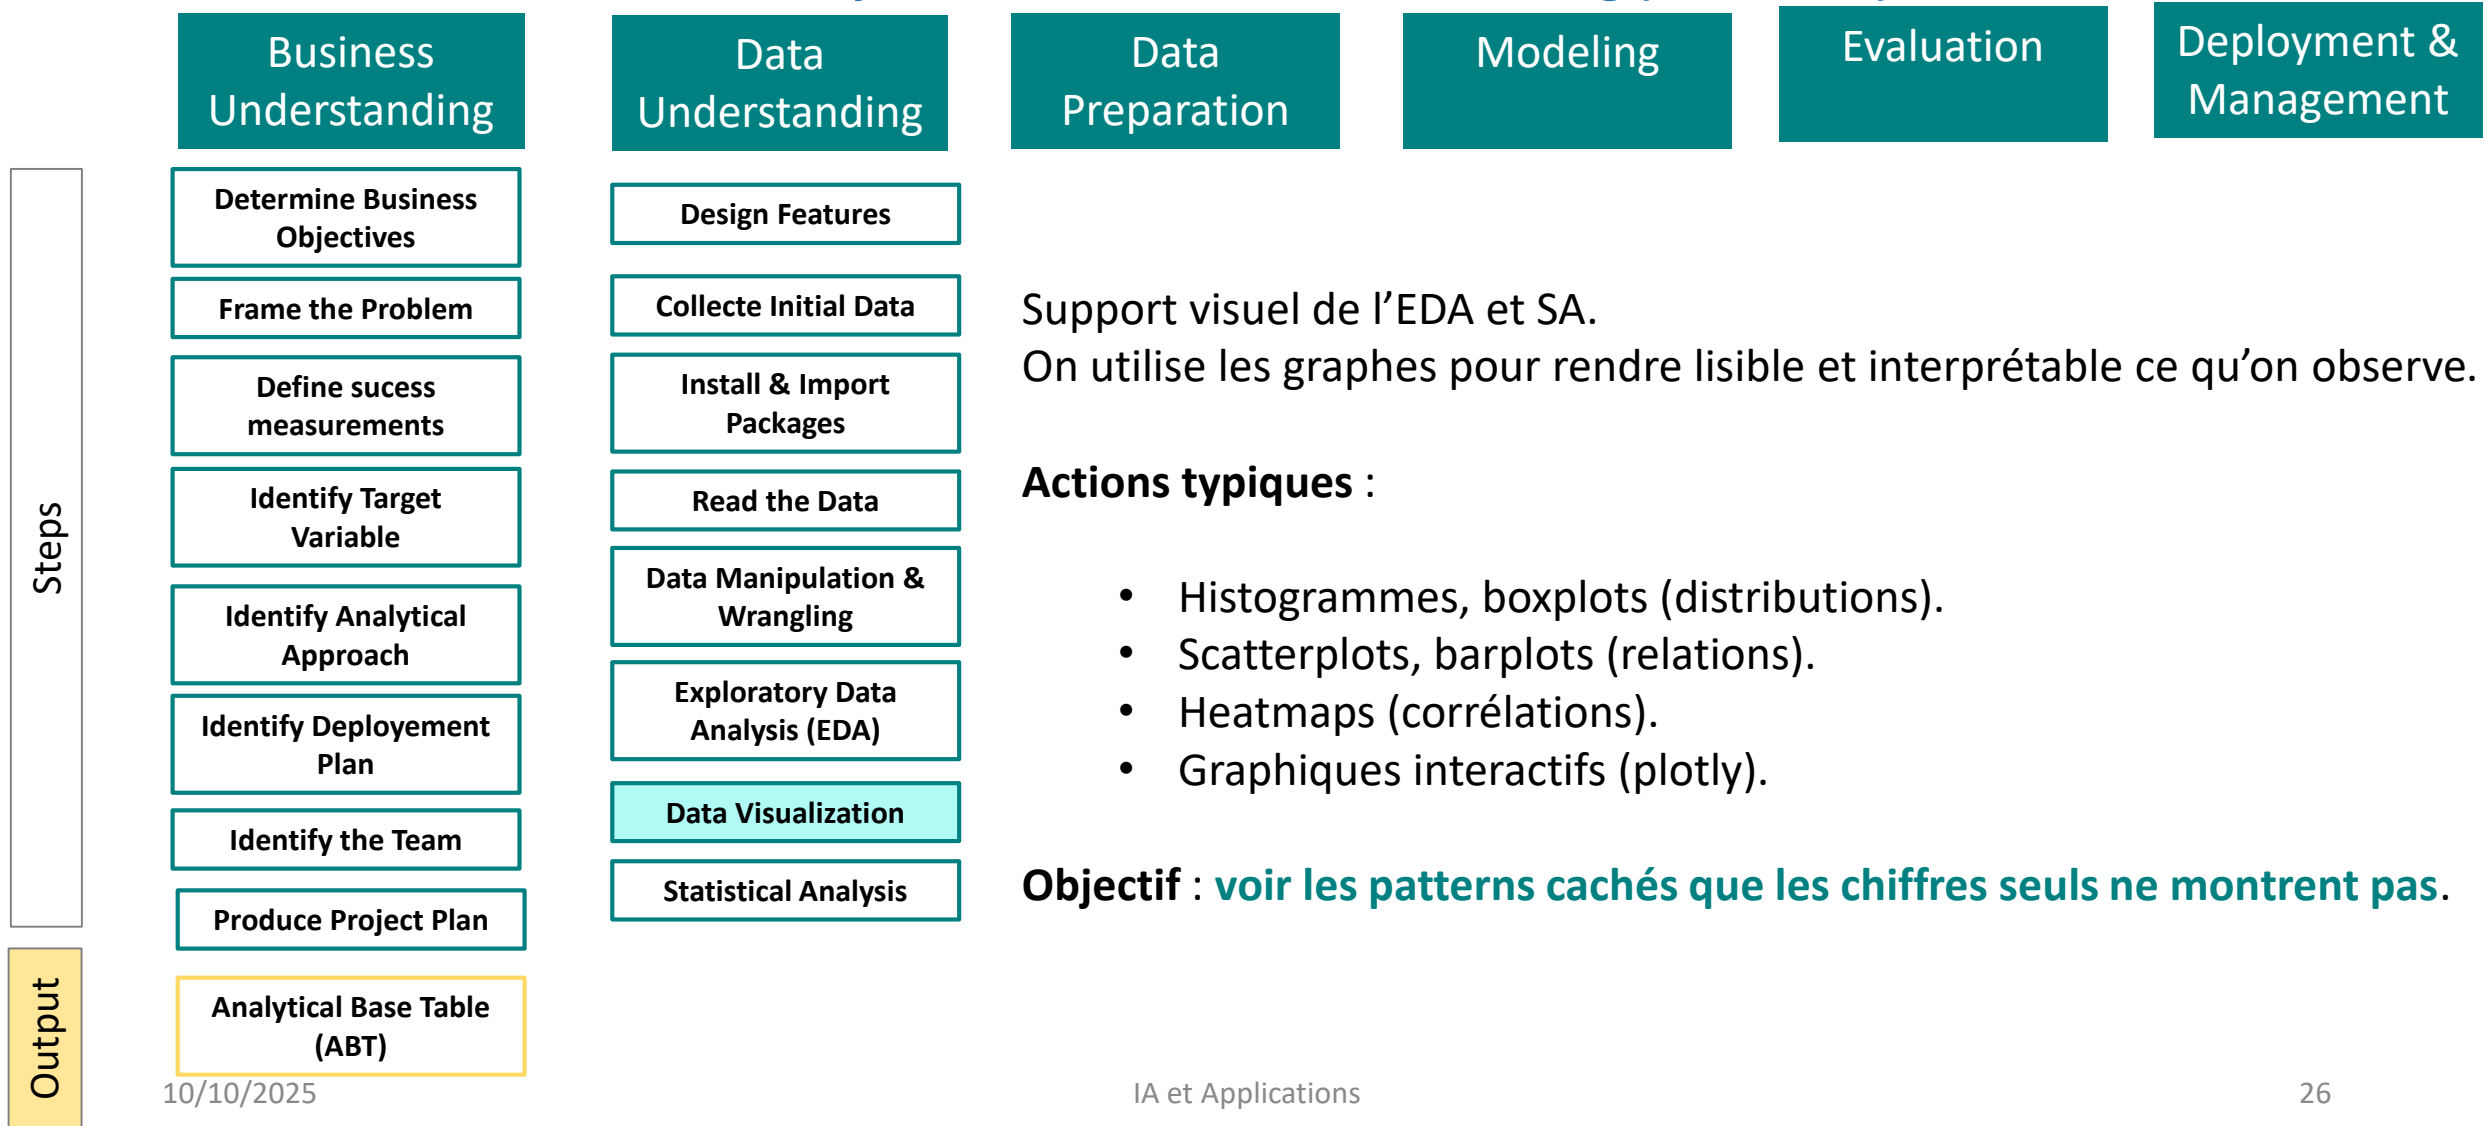 Business
Understanding
Data
Understanding
Data
Preparation
Modeling
Evaluation
Deployment &
Management
Steps
Determine Business
Objectives
Frame the Problem
Define sucess
measurements
Identify Target
Variable
Identify Analytical
Approach
Identify Deployement
Plan
Identify the Team
Produce Project Plan
Output
Analytical Base Table
(ABT)
Design Features
Collecte Initial Data
Install & Import
Packages
Read the Data
Data Manipulation &
Wrangling
Exploratory Data
Analysis (EDA)
Data Visualization
Statistical Analysis
Support visuel de l’EDA et SA.
On utilise les graphes pour rendre lisible et interprétable ce qu’on observe.
Actions typiques :
• Histogrammes, boxplots (distributions).
• Scatterplots, barplots (relations).
• Heatmaps (corrélations).
• Graphiques interactifs (plotly).
Objectif : voir les patterns cachés que les chiffres seuls ne montrent pas.
10/10/2025
IA et Applications
26